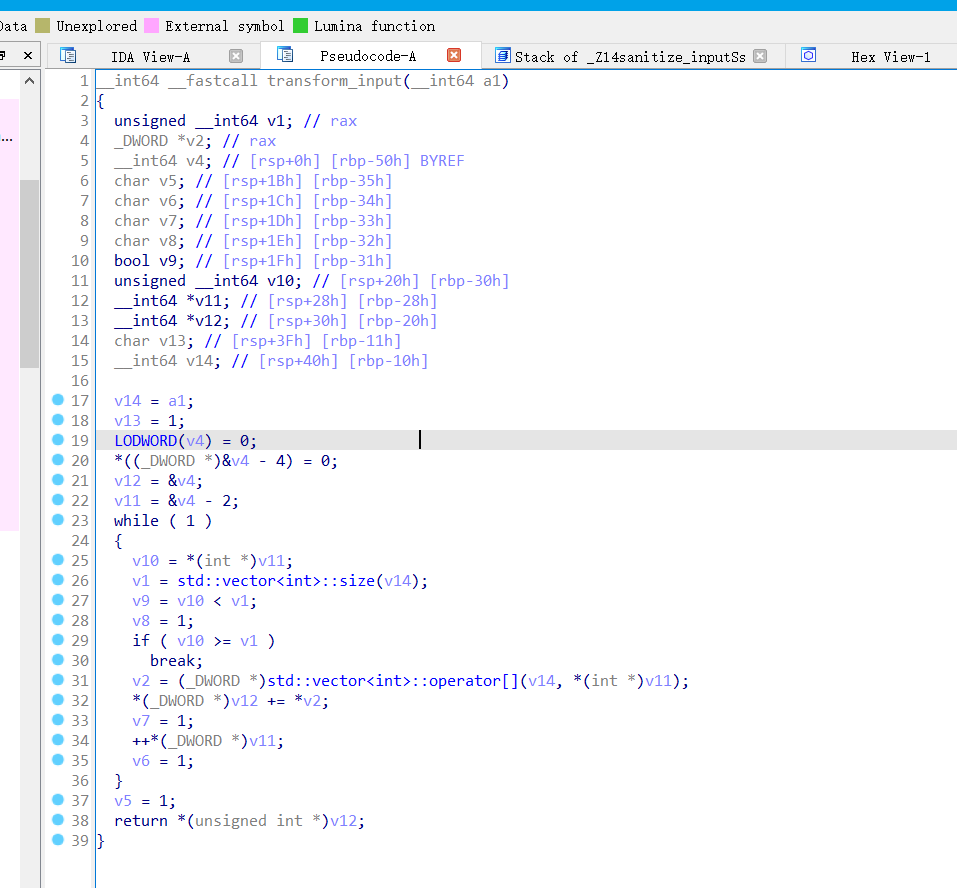 Data Unexplored External symbol Lumina function
IDA View-A Pseudocode-A Stack of _Z14sanitize_inputSs Hex View-1
1 __int64 __fastcall transform_input(__int64 a1)
2 {
3 unsigned __int64 v1; // rax
4 _DWORD *v2; // rax
5 __int64 v4; // [rsp+0h] [rbp-50h] BYREF
6 char v5; // [rsp+1Bh] [rbp-35h]
7 char v6; // [rsp+1Ch] [rbp-34h]
8 char v7; // [rsp+1Dh] [rbp-33h]
9 char v8; // [rsp+1Eh] [rbp-32h]
10 bool v9; // [rsp+1Fh] [rbp-31h]
11 unsigned __int64 v10; // [rsp+20h] [rbp-30h]
12 __int64 *v11; // [rsp+28h] [rbp-28h]
13 __int64 *v12; // [rsp+30h] [rbp-20h]
14 char v13; // [rsp+3Fh] [rbp-11h]
15 __int64 v14; // [rsp+40h] [rbp-10h]
16
17 v14 = a1;
18 v13 = 1;
19 LODWORD(v4) = 0;
20 *((_DWORD *)&v4 - 4) = 0;
21 v12 = &v4;
22 v11 = &v4 - 2;
23 while ( 1 )
24 {
25 v10 = *(int *)v11;
26 v1 = std::vector<int>::size(v14);
27 v9 = v10 < v1;
28 v8 = 1;
29 if ( v10 >= v1 )
30 break;
31 v2 = (_DWORD *)std::vector<int>::operator[](v14, *(int *)v11);
32 *(_DWORD *)v12 += *v2;
33 v7 = 1;
34 ++*(_DWORD *)v11;
35 v6 = 1;
36 }
37 v5 = 1;
38 return *(unsigned int *)v12;
39 }